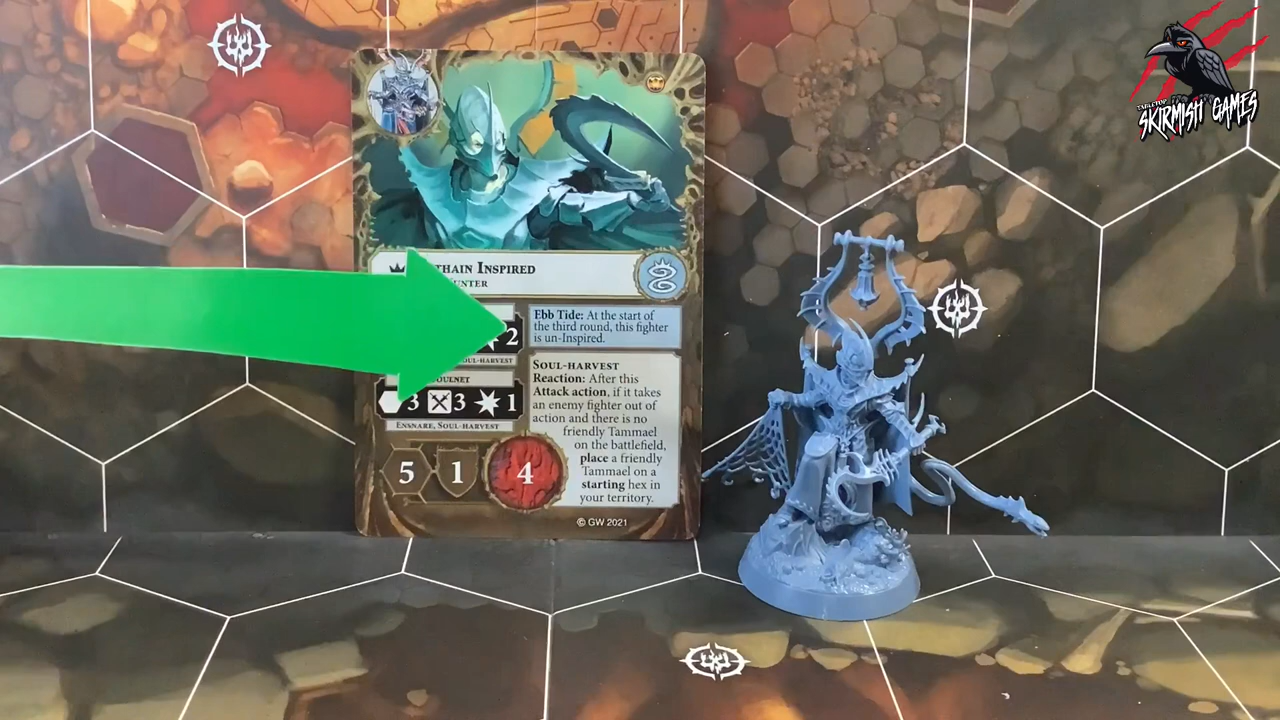 TABLETOP
SKIRMISH GAMES
INSPIRED
2
SOUL-HARVEST
3 3 1
ENSNARE, SOUL-HARVEST
5 1 4
Ebb Tide: At the start of
the third round, this fighter
is un-Inspired.
SOUL-HARVEST
Reaction: After this
Attack action, if it takes
an enemy fighter out of
action and there is no
friendly Tammael
on the battlefield,
place a friendly
Tammael on a
starting hex in
your territory.
© GW 2021